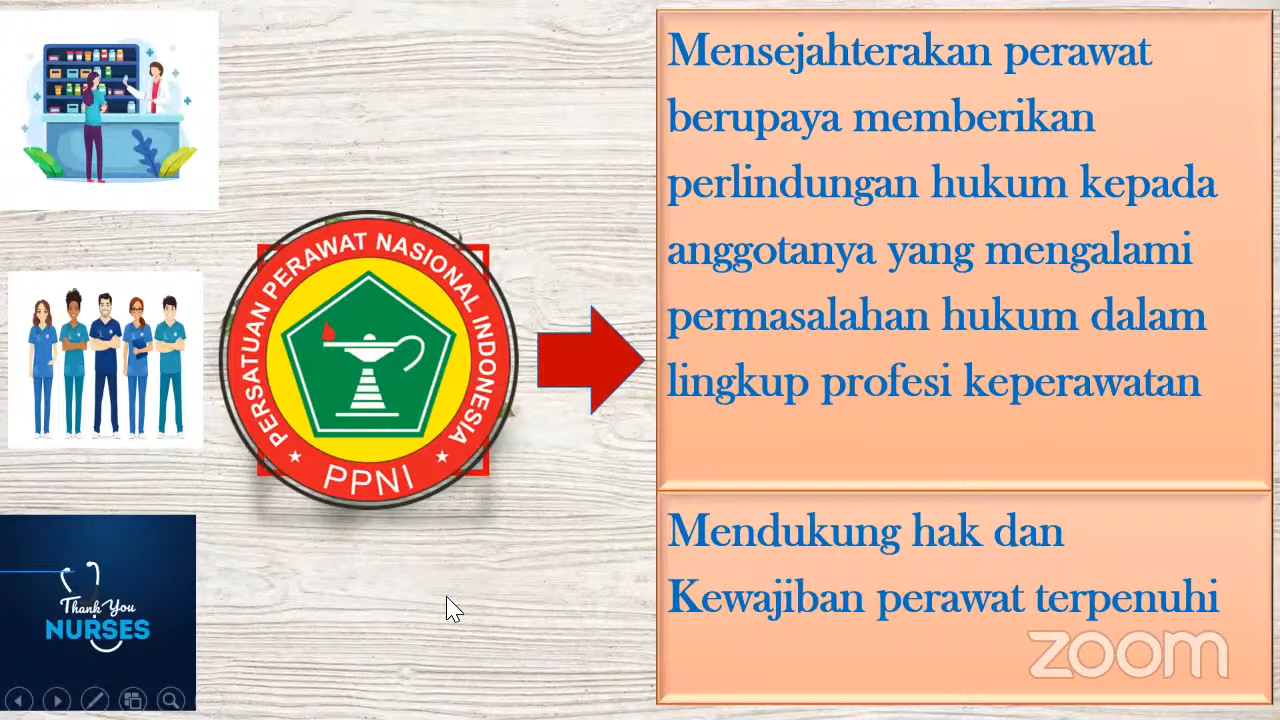 Mensejahterakan perawat
berupaya memberikan
perlindungan hukum kepada
anggotanya yang mengalami
permasalahan hukum dalam
lingkup profesi keperawatan
Mendukung hak dan
Kewajiban perawat terpenuhi
PERSATUAN PERAWAT NASIONAL INDONESIA
PPNI
Thank You
NURSES
zoom